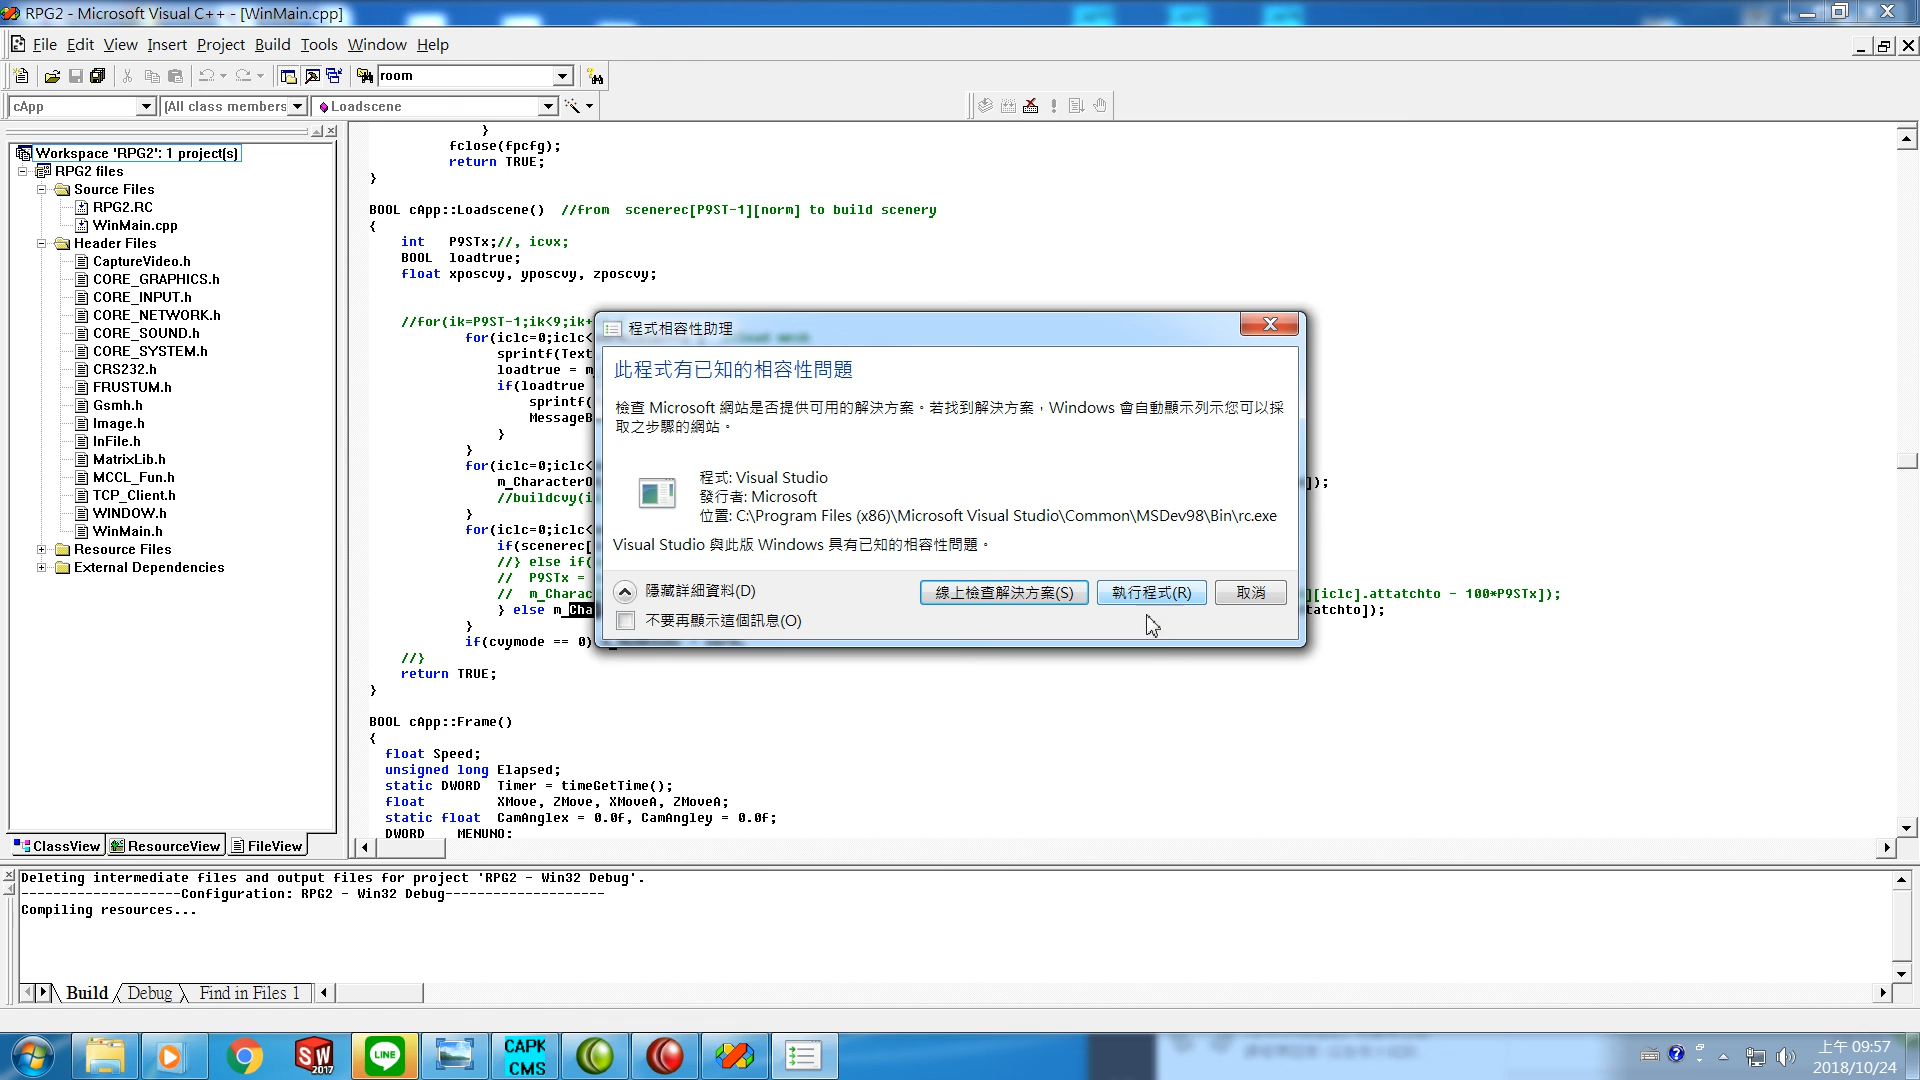 RPG2 - Microsoft Visual C++ - [WinMain.cpp]
File Edit View Insert Project Build Tools Window Help
room
cApp [All class members Loadscene
Workspace 'RPG2': 1 project(s)
RPG2 files
Source Files
RPG2.RC
WinMain.cpp
Header Files
CaptureVideo.h
CORE_GRAPHICS.h
CORE_INPUT.h
CORE_NETWORK.h
CORE_SOUND.h
CORE_SYSTEM.h
CRS232.h
FRUSTUM.h
Gsmh.h
Image.h
InFile.h
MatrixLib.h
MCCL_Fun.h
TCP_Client.h
WINDOW.h
WinMain.h
Resource Files
External Dependencies
ClassView ResourceView FileView
}
fclose(fpcfg);
return TRUE;
}
BOOL cApp::Loadscene() //from scenerec[P9ST-1][norm] to build scenery
{
int P9STx;//, icvx;
BOOL loadtrue;
float xposcvy, yposcvy, zposcvy;
//for(ik=P9ST-1;ik<9;ik+
for(iclc=0;iclc<
sprintf(Text
loadtrue = m_
if(loadtrue
sprintf(
MessageB
}
}
for(iclc=0;iclc<
m_CharacterO ]);
//buildcvy(i
}
for(iclc=0;iclc<
if(scenerec[
//} else if(
// P9STx =
// m_Charac ][iclc].attatchto - 100*P9STx]);
} else m_Cha tatchto]);
}
if(cvymode == 0)
//}
return TRUE;
}
BOOL cApp::Frame()
{
float Speed;
unsigned long Elapsed;
static DWORD Timer = timeGetTime();
float XMove, ZMove, XMoveA, ZMoveA;
static float CamAnglex = 0.0f, CamAngley = 0.0f;
DWORD MENUNO;
程式相容性助理
此程式有已知的相容性問題
檢查 Microsoft 網站是否提供可用的解決方案。若找到解決方案，Windows 會自動顯示列示您可以採
取之步驟的網站。
程式: Visual Studio
發行者: Microsoft
位置: C:\Program Files (x86)\Microsoft Visual Studio\Common\MSDev98\Bin\rc.exe
Visual Studio 與此版 Windows 具有已知的相容性問題。
隱藏詳細資料(D) 線上檢查解決方案(S) 執行程式(R) 取消
不要再顯示這個訊息(O)
Deleting intermediate files and output files for project 'RPG2 - Win32 Debug'.
--------------------Configuration: RPG2 - Win32 Debug--------------------
Compiling resources...
Build Debug Find in Files 1
SW 2017
LINE
CAPK
CMS
上午 09:57
2018/10/24